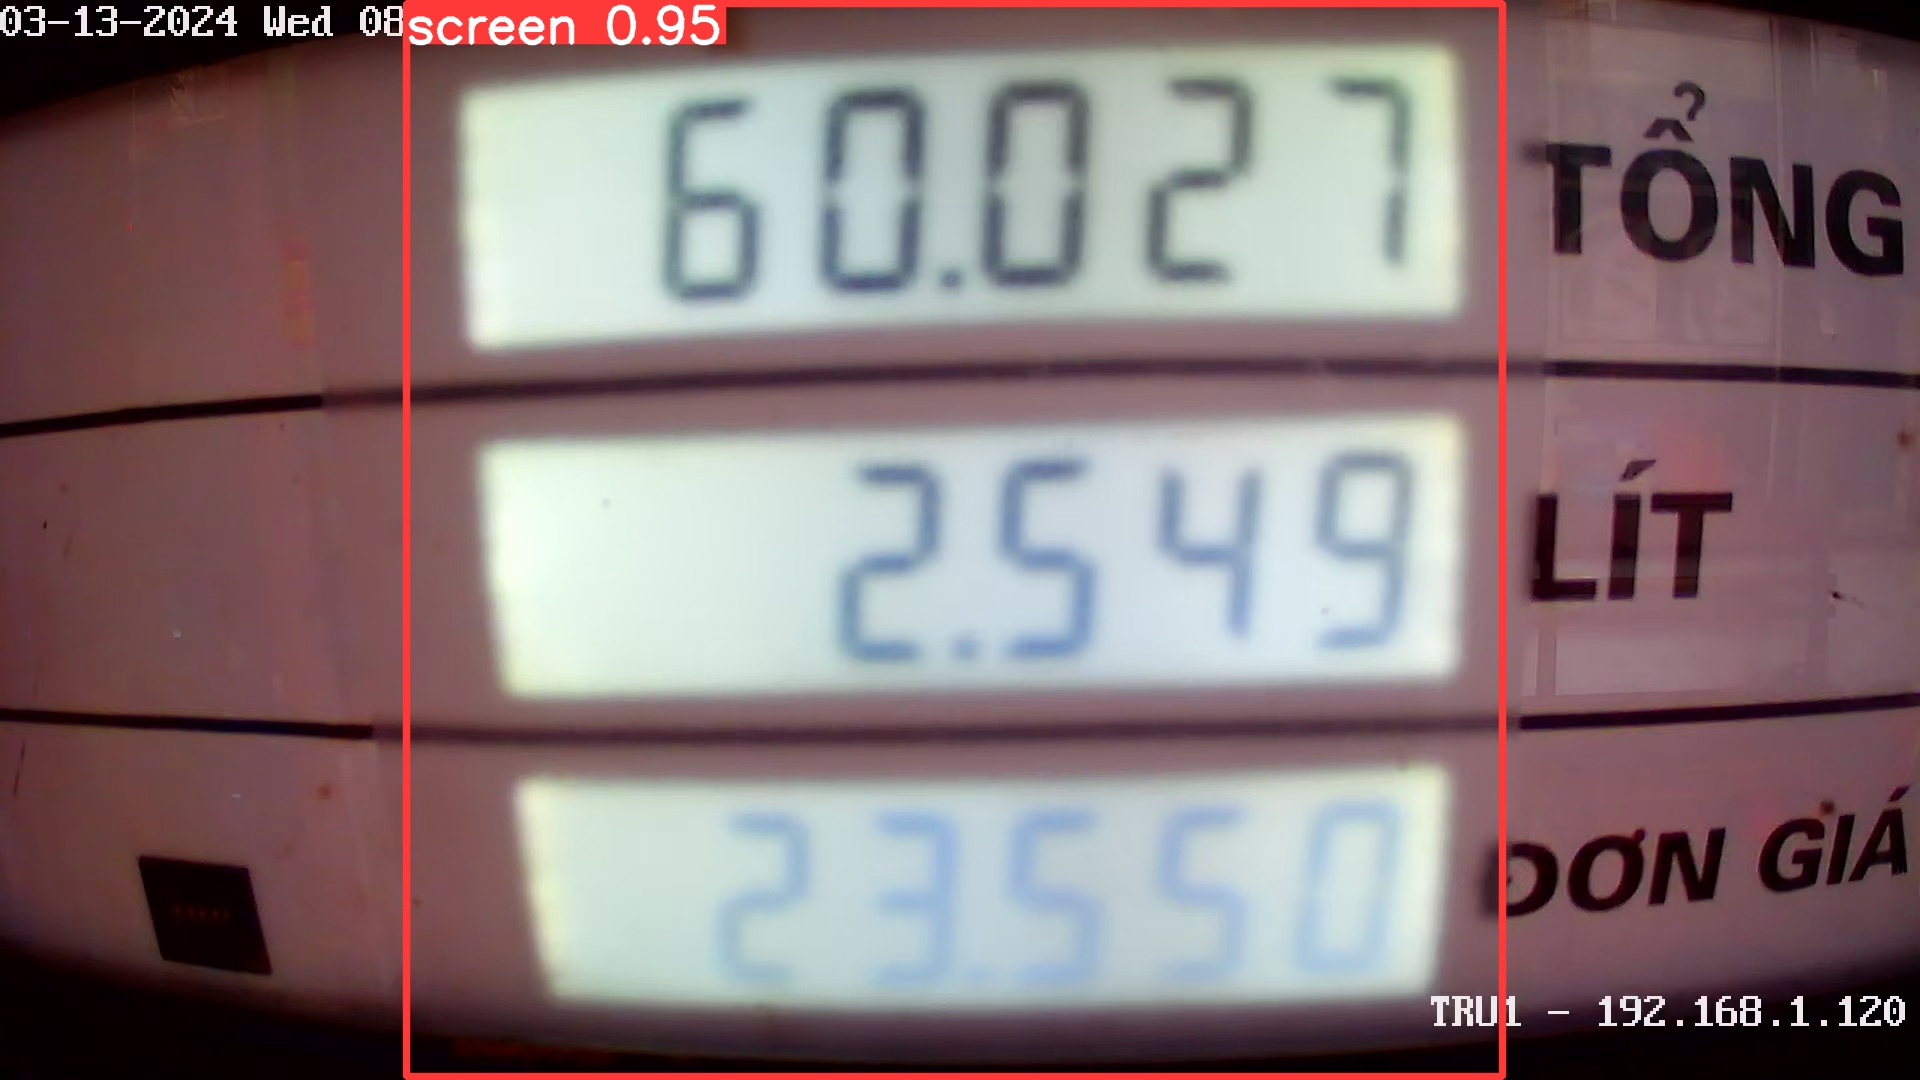 03-13-2024 Wed 08
screen 0.95
60.027 TỔNG
2.549 LÍT
23.550 ĐƠN GIÁ
TRU1 - 192.168.1.120